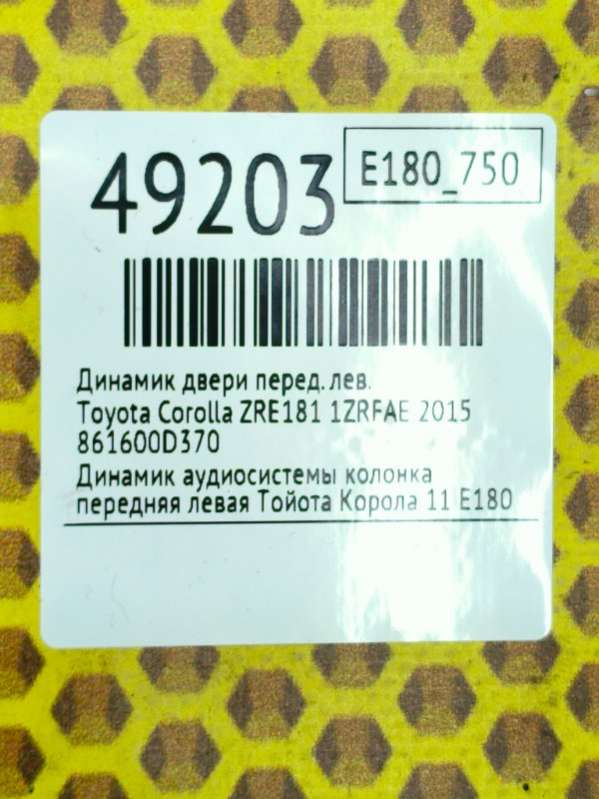 49203
E180_750
Динамик двери перед. лев.
Toyota Corolla ZRE181 1ZRFAE 2015
861600D370
Динамик аудиосистемы колонка
передняя левая Тойота Корола 11 E180